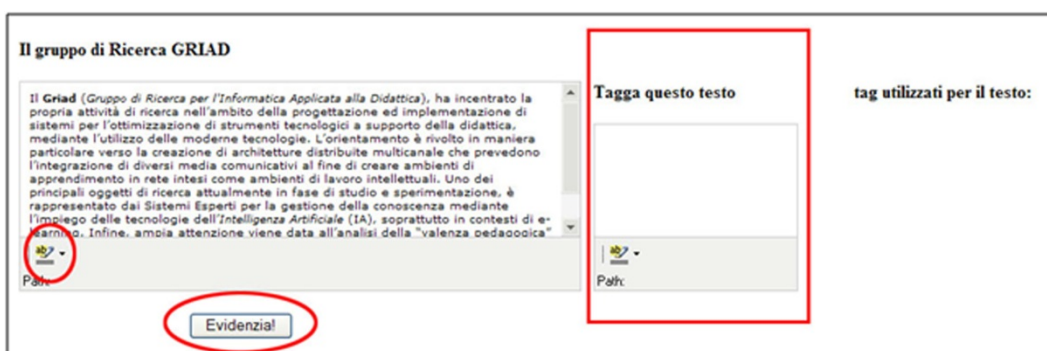 Il gruppo di Ricerca GRIAD
Il Griad (Gruppo di Ricerca per l'Informatica Applicata alla Didattica), ha incentrato la
propria attività di ricerca nell'ambito della progettazione ed implementazione di
sistemi per l'ottimizzazione di strumenti tecnologici a supporto della didattica,
mediante l'utilizzo delle moderne tecnologie. L'orientamento è rivolto in maniera
particolare verso la creazione di architetture distribuite multicanale che prevedono
l'integrazione di diversi media comunicativi al fine di creare ambienti di
apprendimento in rete intesi come ambienti di lavoro intellettuali. Uno dei
principali oggetti di ricerca attualmente in fase di studio e sperimentazione, è
rappresentato dai Sistemi Esperti per la gestione della conoscenza mediante
l'impiego delle tecnologie dell'Intelligenza Artificiale (IA), soprattutto in contesti di e-
learning. Infine, ampia attenzione viene data all'analisi della "valenza pedagogica"
Path:
Evidenzia!
Tagga questo testo
Path:
tag utilizzati per il testo: